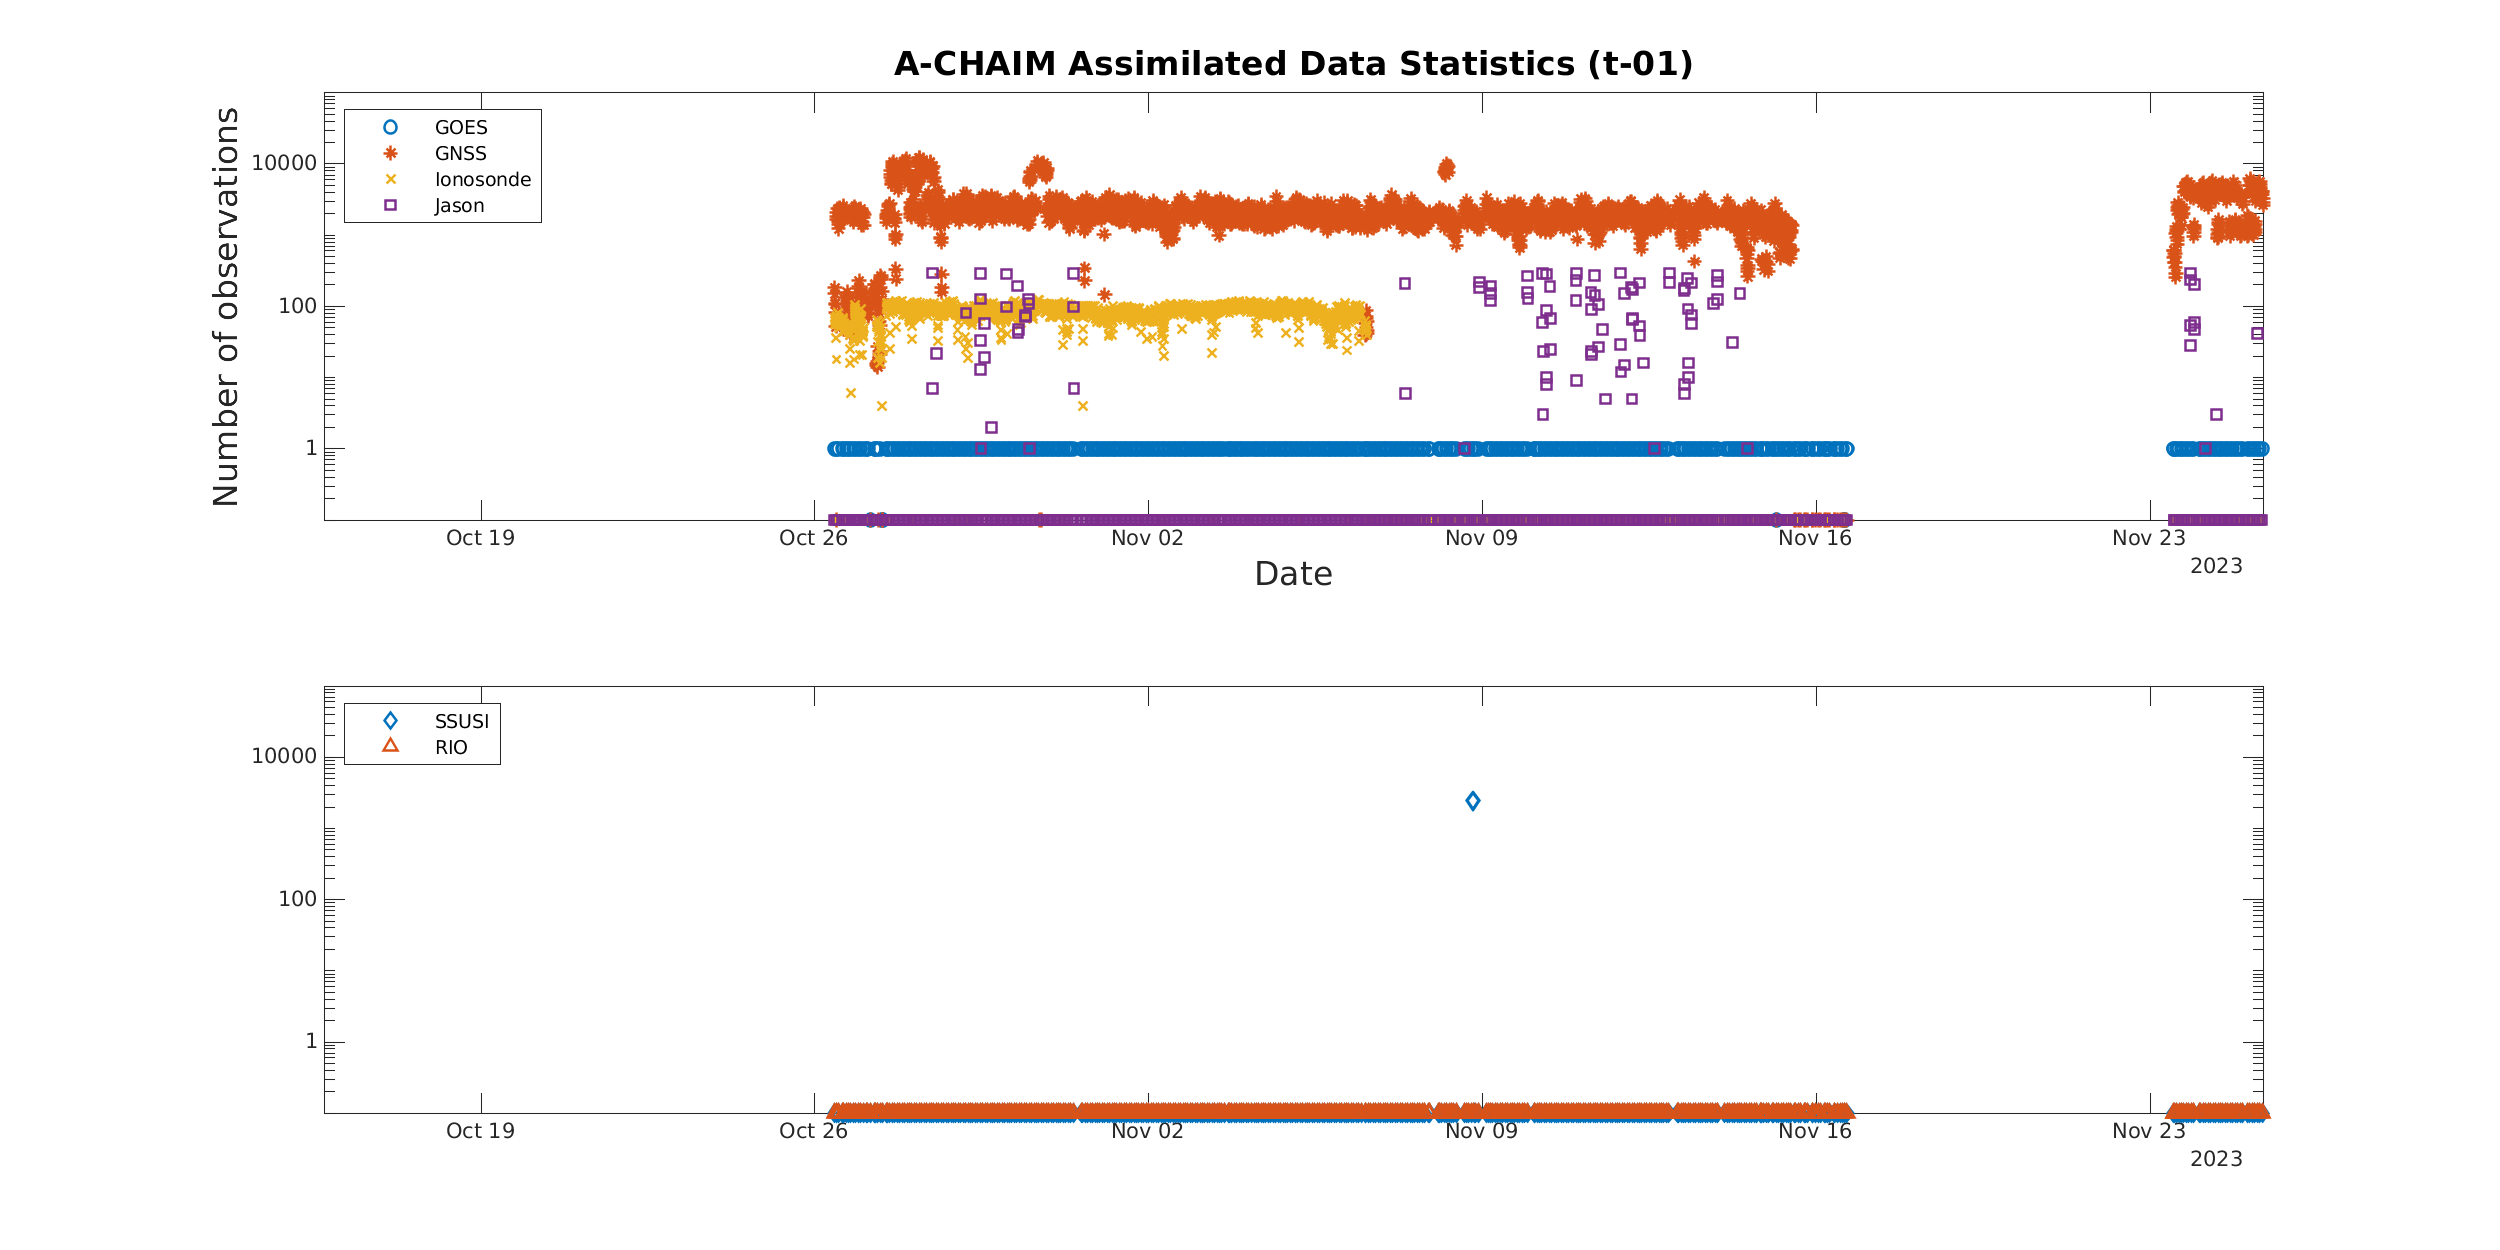 A-CHAIM Assimilated Data Statistics (t-01)
Number of observations
GOES
GNSS
Ionosonde
Jason
10000
100
1
Oct 19 Oct 26 Nov 02 Nov 09 Nov 16 Nov 23
2023
Date
SSUSI
RIO
10000
100
1
Oct 19 Oct 26 Nov 02 Nov 09 Nov 16 Nov 23
2023